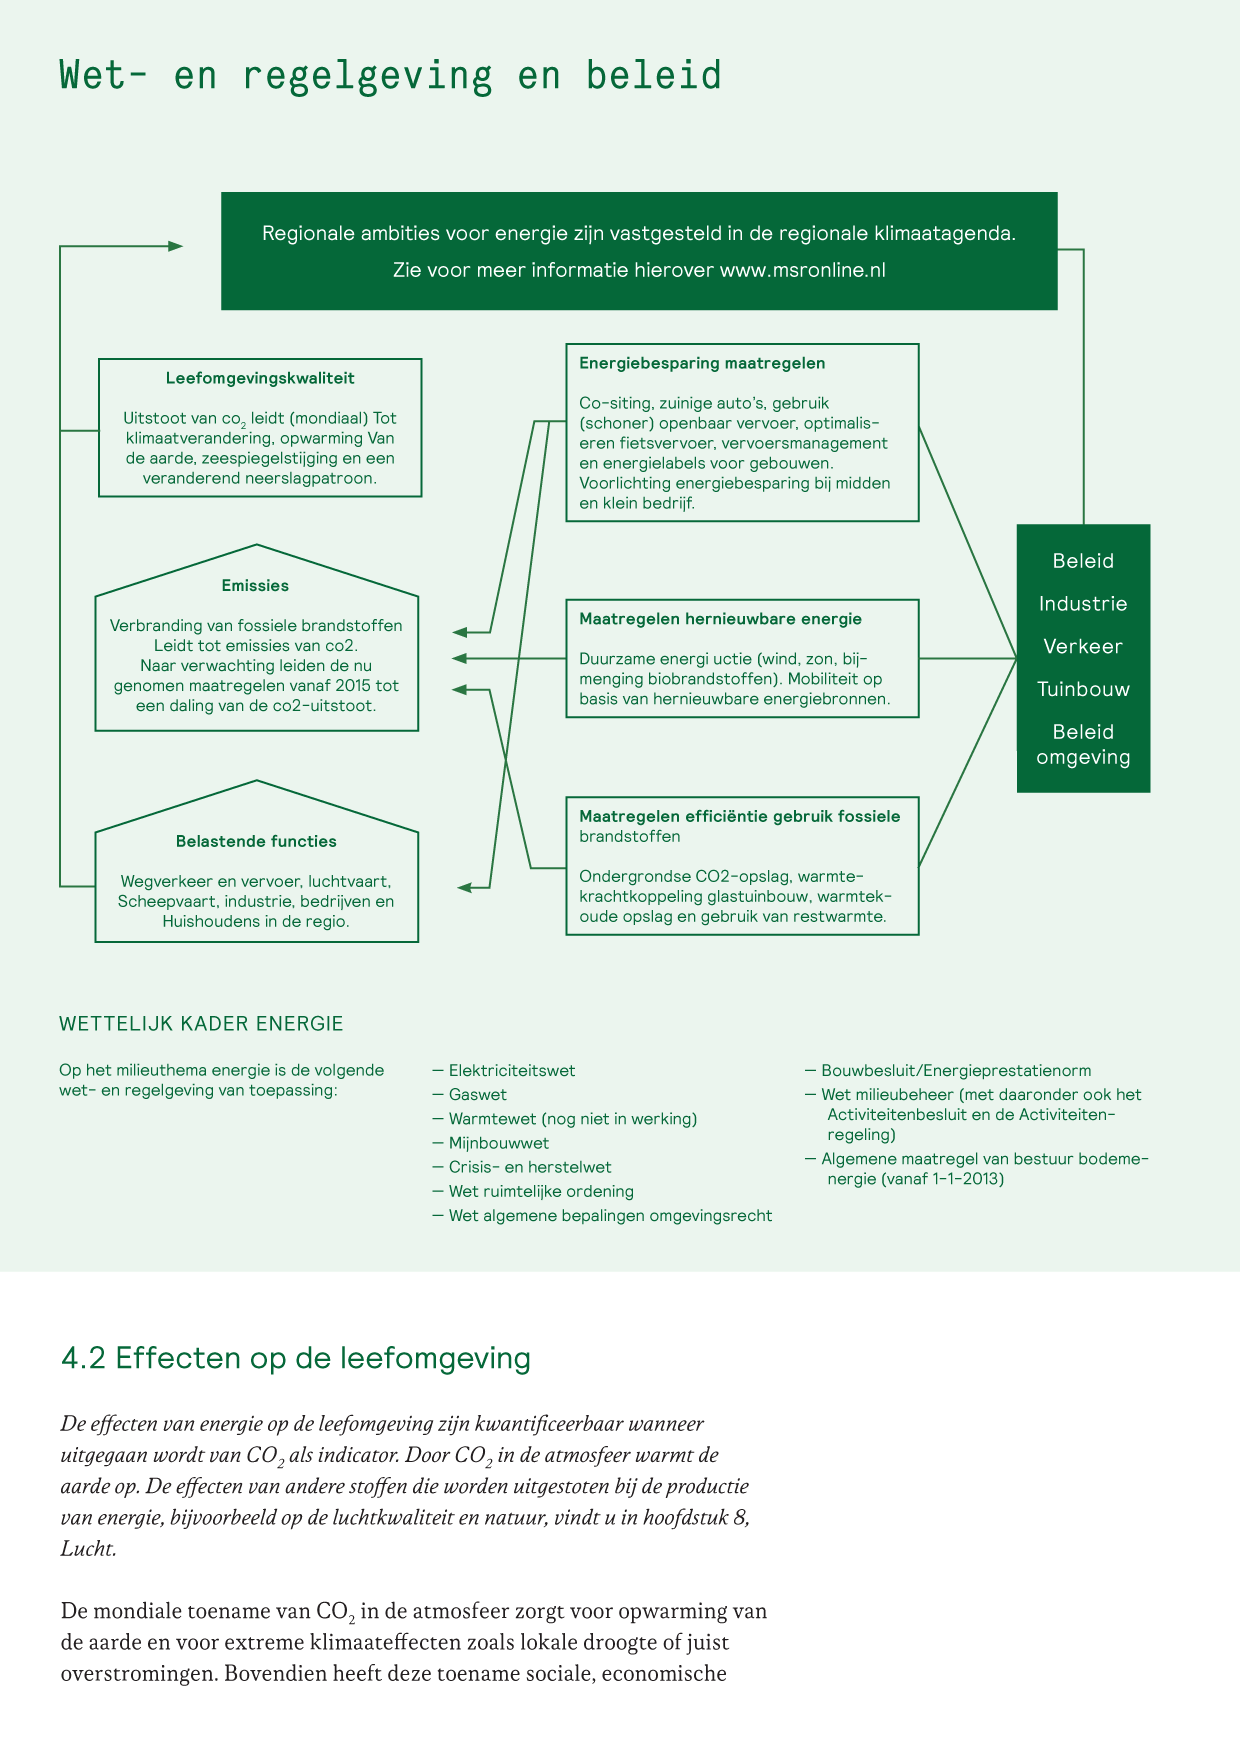 Wet- en regelgeving en beleid
Regionale ambities voor energie zijn vastgesteld in de regionale klimaatagenda.
Zie voor meer informatie hierover www.msronline.nl
Leefomgevingskwaliteit
Uitstoot van co₂ leidt (mondiaal) Tot
klimaatverandering, opwarming Van
de aarde, zeespiegelstijging en een
veranderend neerslagpatroon.
Emissies
Verbranding van fossiele brandstoffen
Leidt tot emissies van co2.
Naar verwachting leiden de nu
genomen maatregelen vanaf 2015 tot
een daling van de co2-uitstoot.
Belastende functies
Wegverkeer en vervoer, luchtvaart,
Scheepvaart, industrie, bedrijven en
Huishoudens in de regio.
Energiebesparing maatregelen
Co-siting, zuinige auto's, gebruik
(schoner) openbaar vervoer, optimalis-
eren fietsvervoer, vervoersmanagement
en energielabels voor gebouwen.
Voorlichting energiebesparing bij midden
en klein bedrijf.
Maatregelen hernieuwbare energie
Duurzame energi uctie (wind, zon, bij-
menging biobrandstoffen). Mobiliteit op
basis van hernieuwbare energiebronnen.
Maatregelen efficiëntie gebruik fossiele
brandstoffen
Ondergrondse CO2-opslag, warmte-
krachtkoppeling glastuinbouw, warmtek-
oude opslag en gebruik van restwarmte.
Beleid
Industrie
Verkeer
Tuinbouw
Beleid
omgeving
WETTELIJK KADER ENERGIE
Op het milieuthema energie is de volgende
wet- en regelgeving van toepassing:
— Elektriciteitswet
— Gaswet
— Warmtewet (nog niet in werking)
— Mijnbouwwet
— Crisis- en herstelwet
— Wet ruimtelijke ordening
— Wet algemene bepalingen omgevingsrecht
— Bouwbesluit/Energieprestatienorm
— Wet milieubeheer (met daaronder ook het
Activiteitenbesluit en de Activiteiten-
regeling)
— Algemene maatregel van bestuur bodeme-
nergie (vanaf 1-1-2013)
4.2 Effecten op de leefomgeving
De effecten van energie op de leefomgeving zijn kwantificeerbaar wanneer
uitgegaan wordt van CO₂ als indicator. Door CO₂ in de atmosfeer warmt de
aarde op. De effecten van andere stoffen die worden uitgestoten bij de productie
van energie, bijvoorbeeld op de luchtkwaliteit en natuur, vindt u in hoofdstuk 8,
Lucht.
De mondiale toename van CO₂ in de atmosfeer zorgt voor opwarming van
de aarde en voor extreme klimaateffecten zoals lokale droogte of juist
overstromingen. Bovendien heeft deze toename sociale, economische